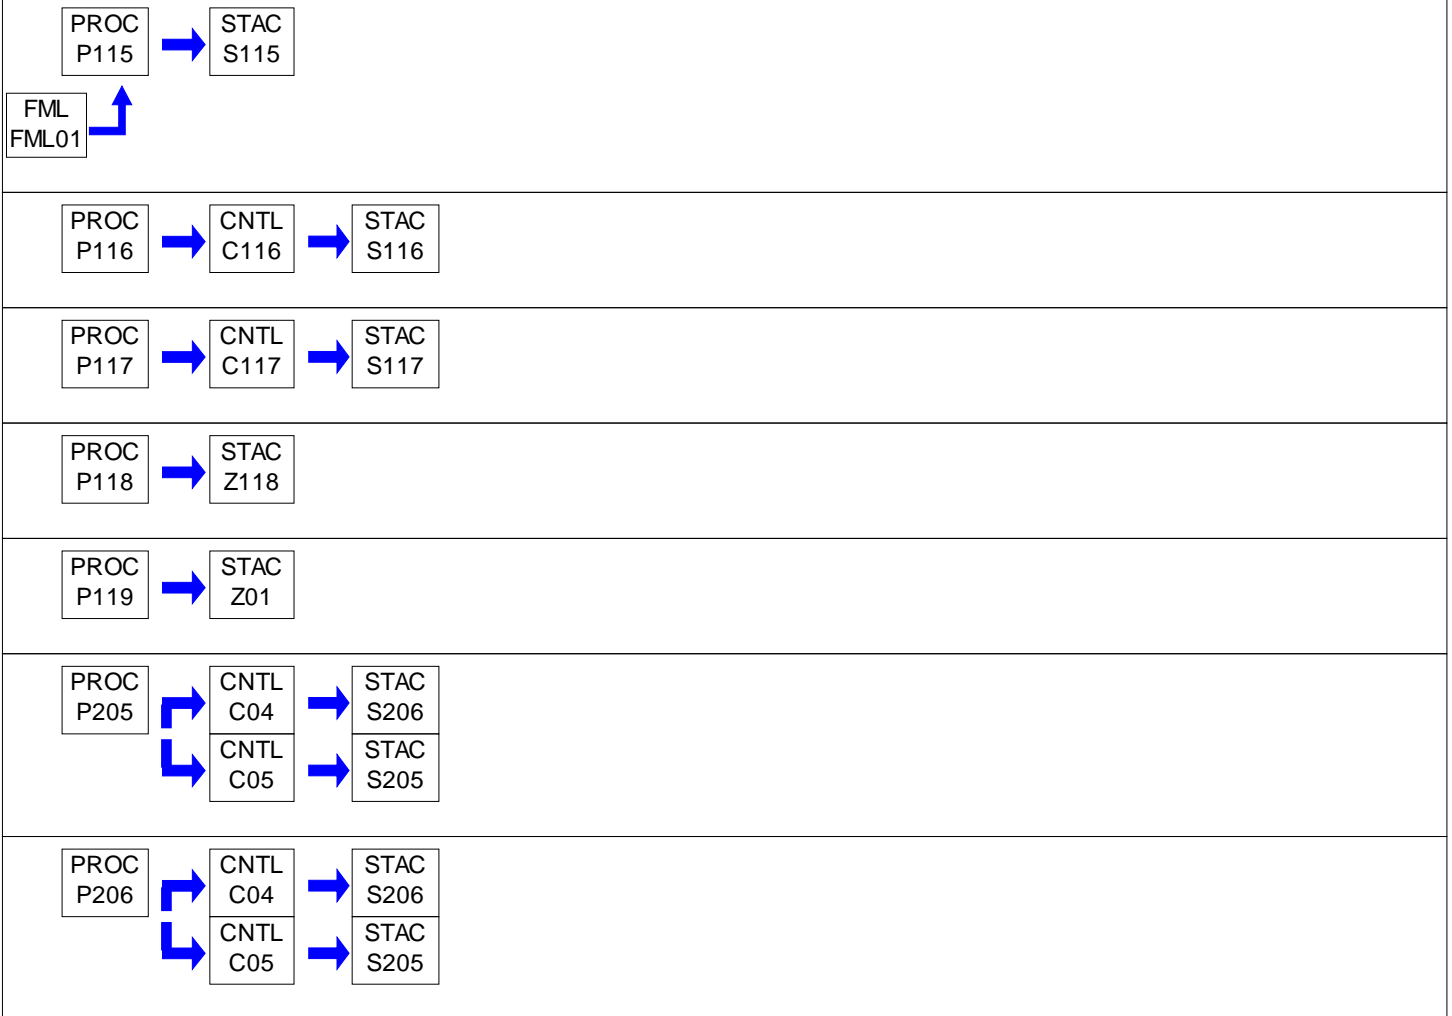 PROC
P115
STAC
S115
FML
FML01
PROC
P116
CNTL
C116
STAC
S116
PROC
P117
CNTL
C117
STAC
S117
PROC
P118
STAC
Z118
PROC
P119
STAC
Z01
PROC
P205
CNTL
C04
STAC
S206
CNTL
C05
STAC
S205
PROC
P206
CNTL
C04
STAC
S206
CNTL
C05
STAC
S205